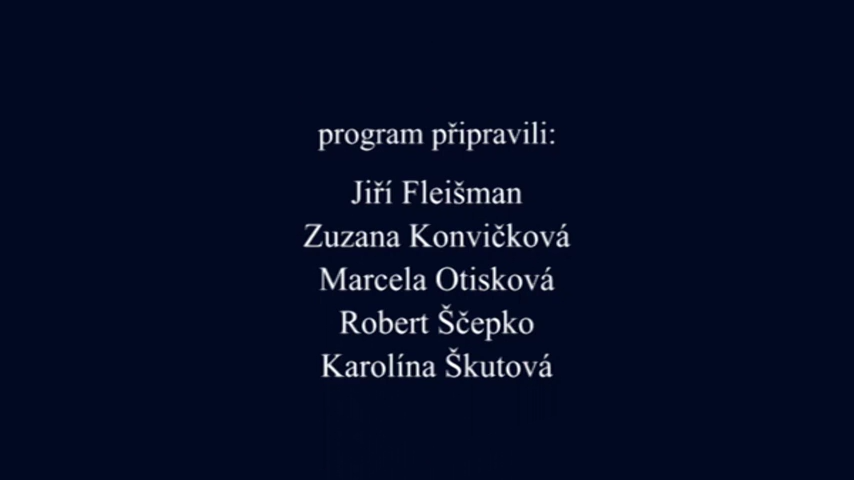 program připravili:
Jiří Fleišman
Zuzana Konvičková
Marcela Otisková
Robert Ščepko
Karolína Škutová